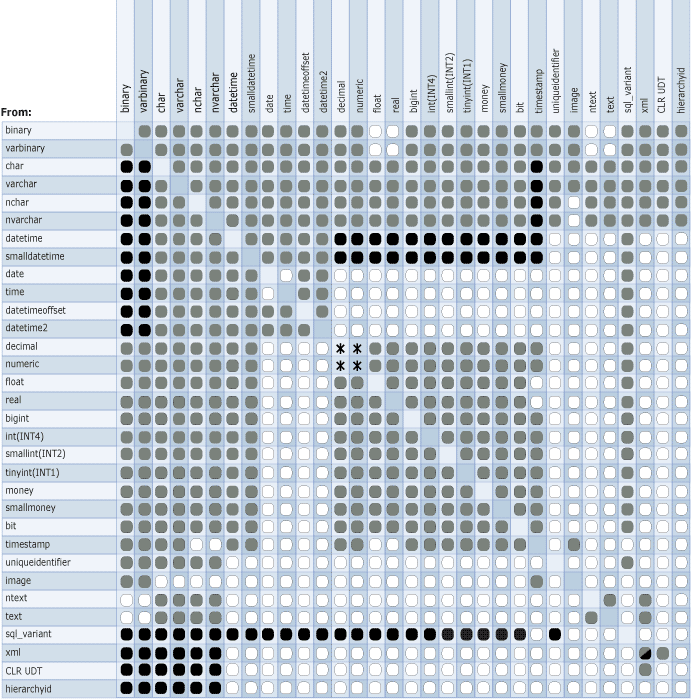 binary
varbinary
char
varchar
nchar
nvarchar
datetime
smalldatetime
date
time
datetimeoffset
datetime2
decimal
numeric
float
real
bigint
int(INT4)
smallint(INT2)
tinyint(INT1)
money
smallmoney
bit
timestamp
uniqueidentifier
image
ntext
text
sql_variant
xml
CLR UDT
hierarchyid
From:
binary
varbinary
char
varchar
nchar
nvarchar
datetime
smalldatetime
date
time
datetimeoffset
datetime2
decimal
numeric
float
real
bigint
int(INT4)
smallint(INT2)
tinyint(INT1)
money
smallmoney
bit
timestamp
uniqueidentifier
image
ntext
text
sql_variant
xml
CLR UDT
hierarchyid